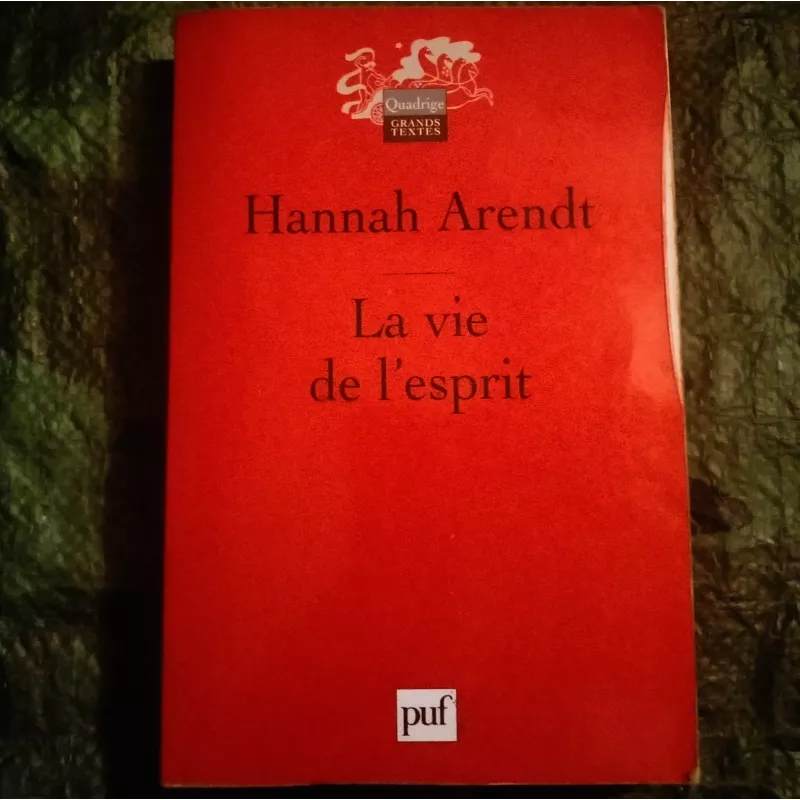 Quadrige
GRANDS
TEXTES
Hannah Arendt
La vie
de l'esprit
puf